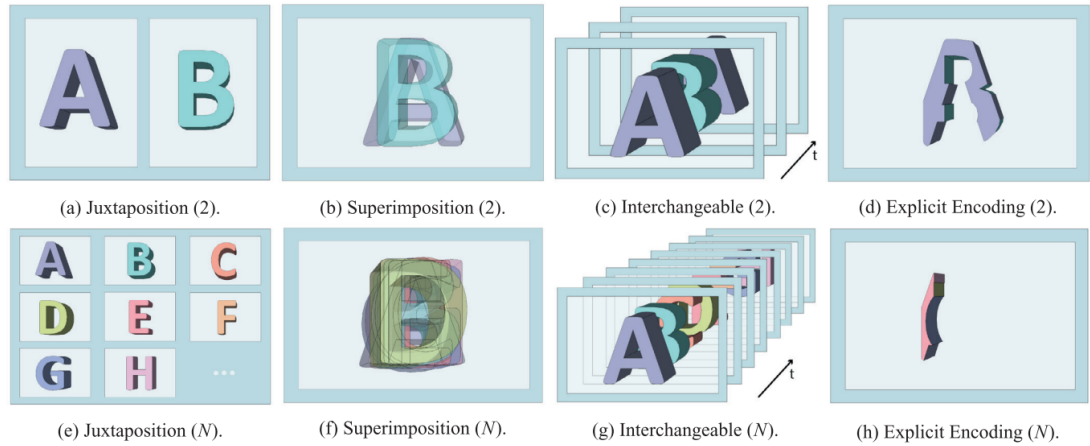 A B
B A
A B A t
(a) Juxtaposition (2).
(b) Superimposition (2).
(c) Interchangeable (2).
(d) Explicit Encoding (2).
A B C
D E F
G H ...
A B t
(e) Juxtaposition (N).
(f) Superimposition (N).
(g) Interchangeable (N).
(h) Explicit Encoding (N).